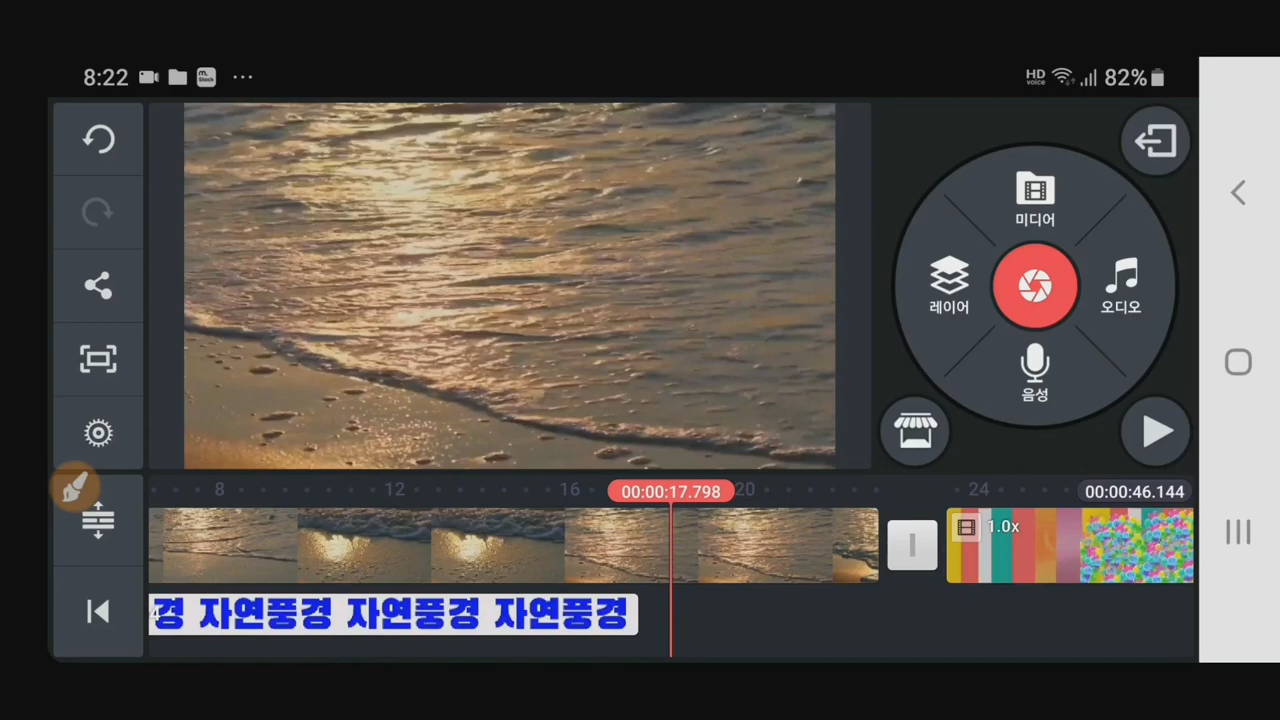 8:22
m.Stock
HD voice
82%
미디어
레이어
오디오
음성
8
12
16
00:00:17.798
20
24
00:00:46.144
1.0x
경 자연풍경 자연풍경 자연풍경